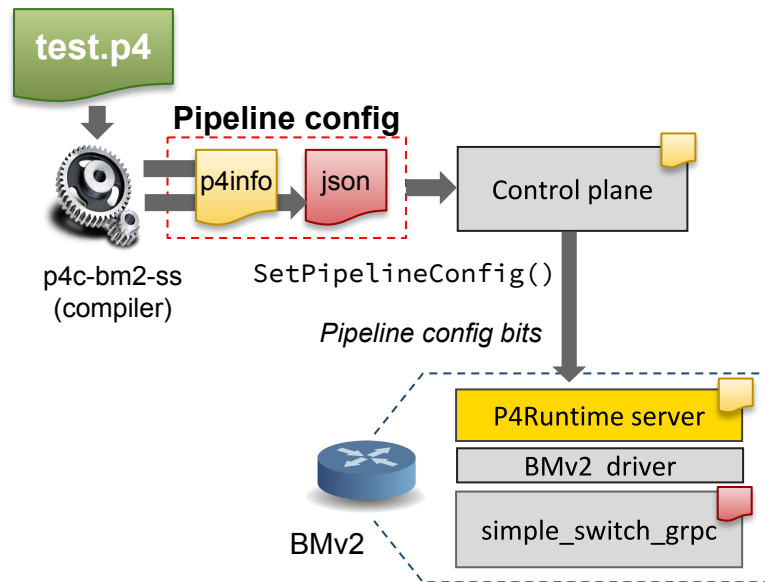 test.p4
Pipeline config
p4info
json
Control plane
p4c-bm2-ss
(compiler)
SetPipelineConfig()
Pipeline config bits
P4Runtime server
BMv2 driver
simple_switch_grpc
BMv2